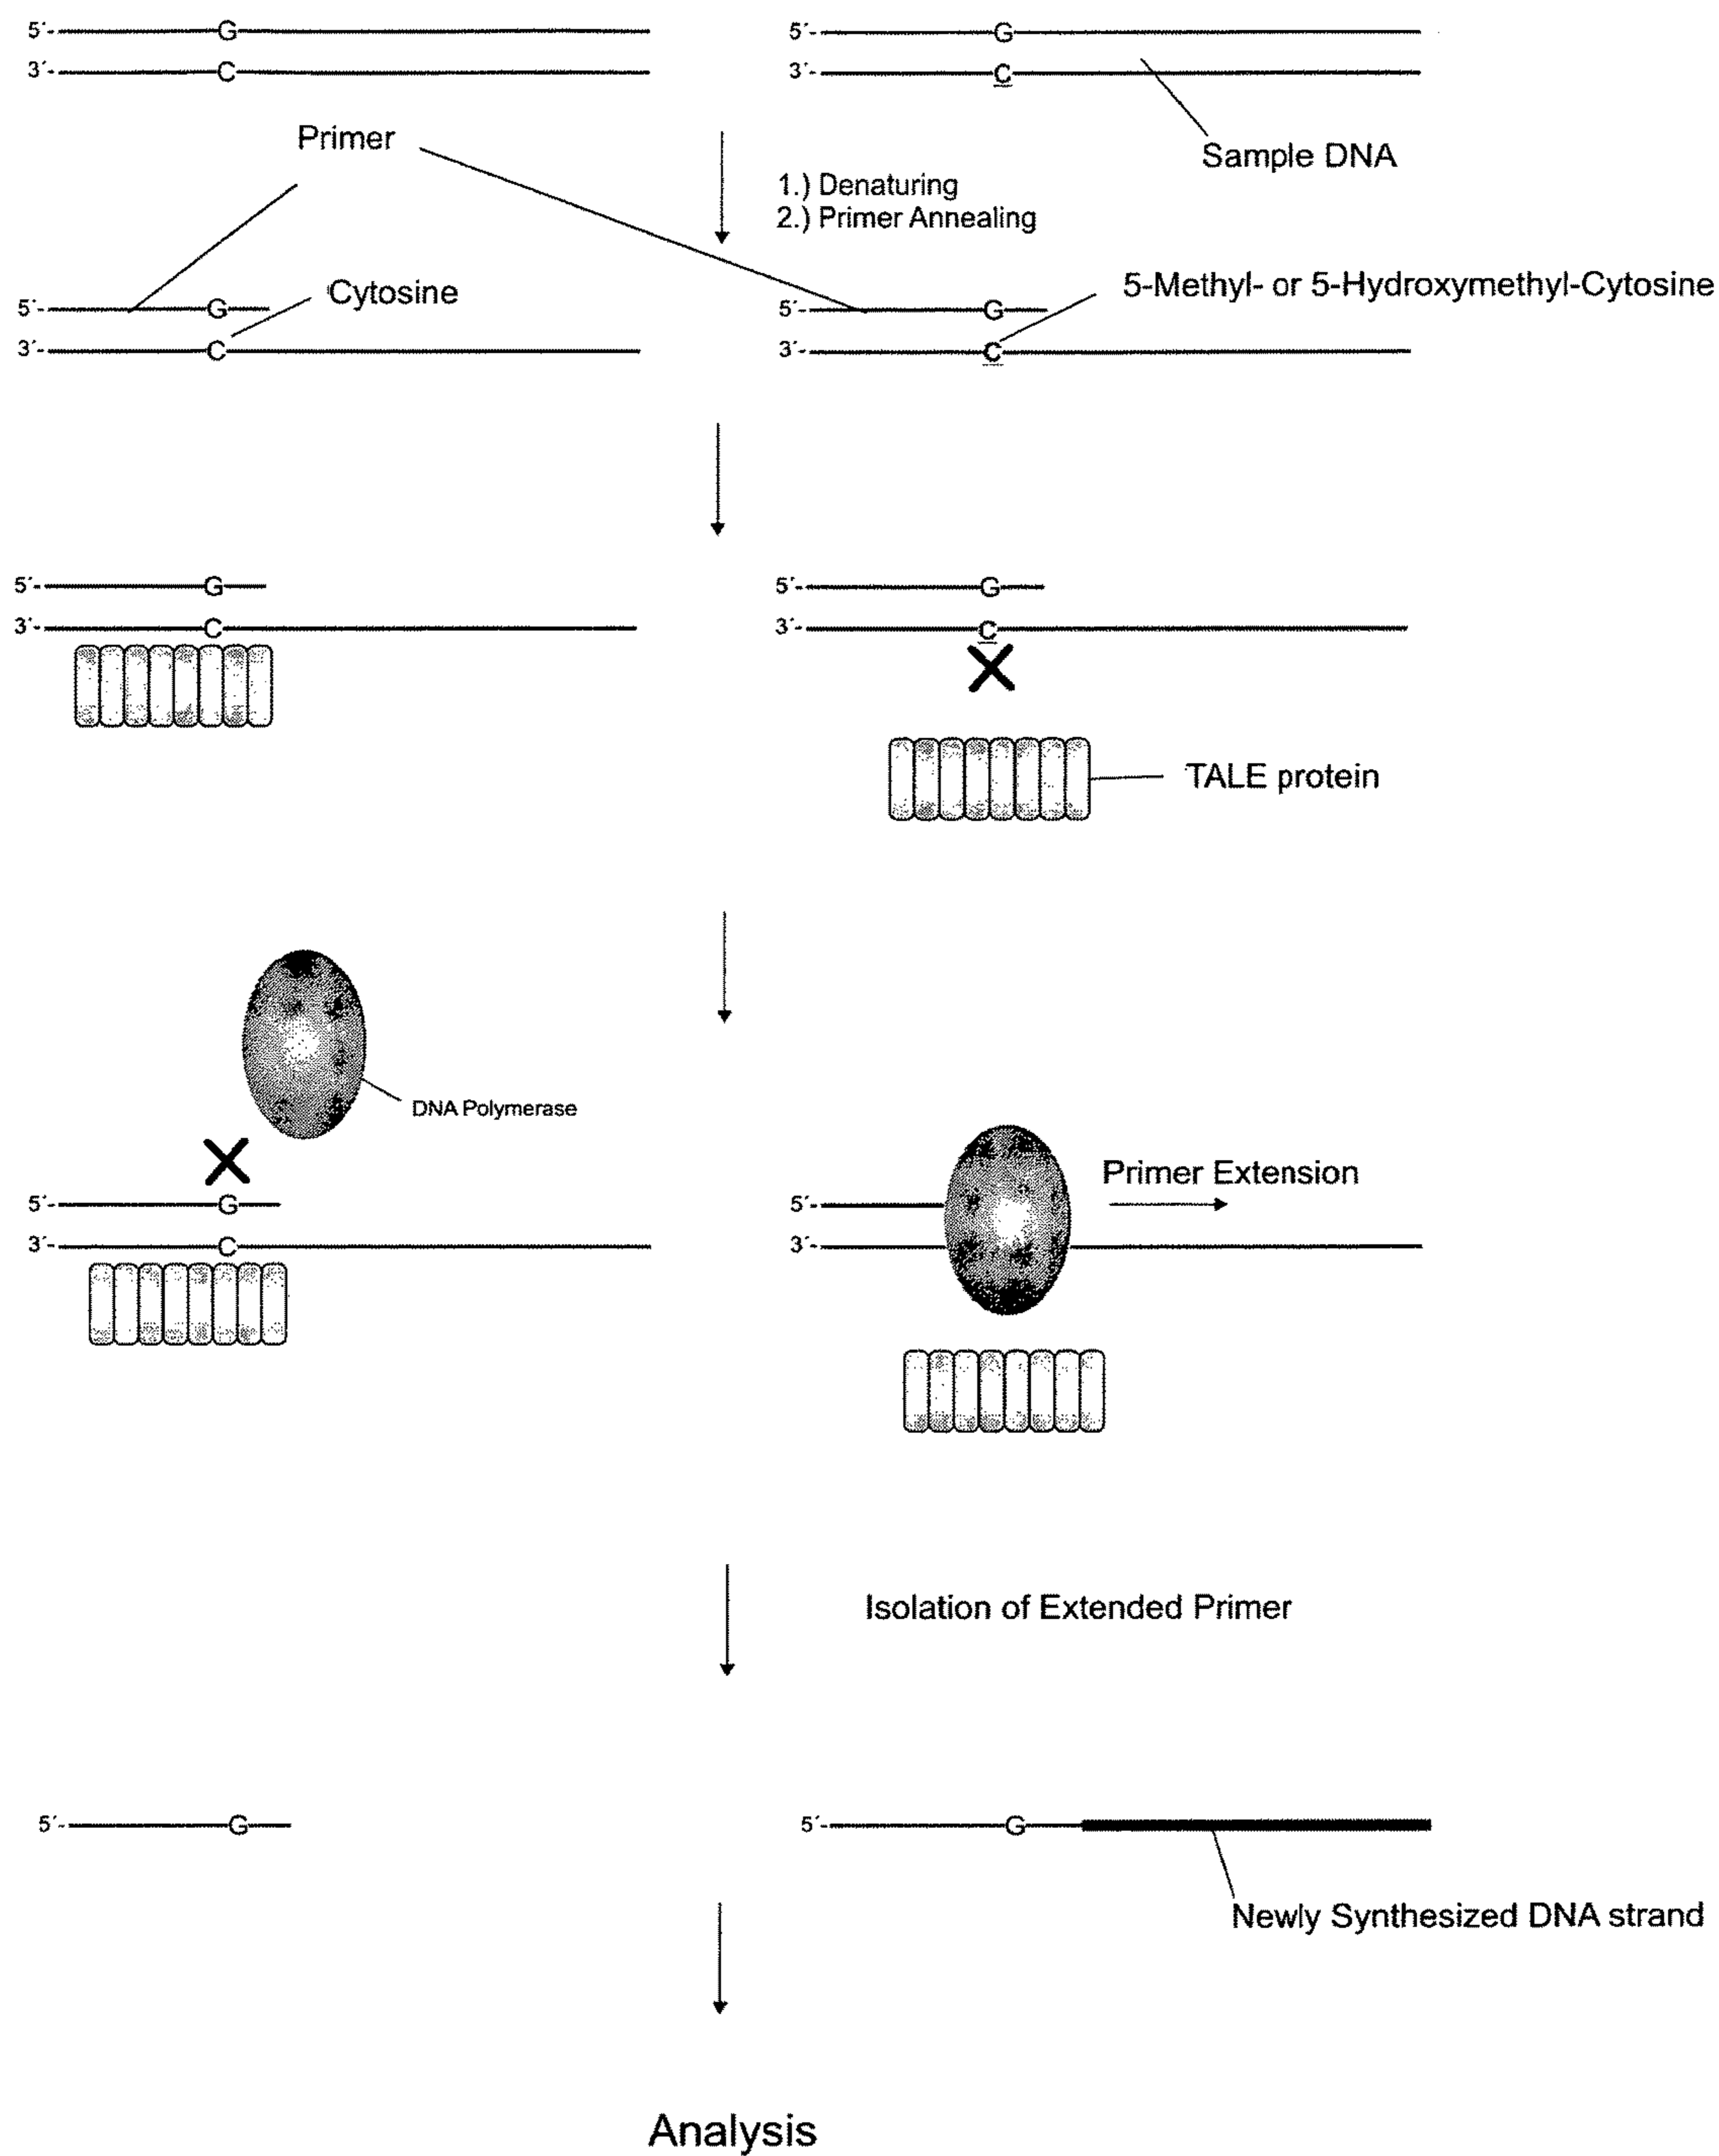 5´- G
3´- C
5´- G
3´- C
Primer
Sample DNA
1.) Denaturing
2.) Primer Annealing
Cytosine
5-Methyl- or 5-Hydroxymethyl-Cytosine
5´- G
3´- C
5´- G
3´- C
5´- G
3´- C
5´- G
3´- C
TALE protein
DNA Polymerase
Primer Extension
5´- G
3´- C
5´-
3´-
Isolation of Extended Primer
5´- G
5´- G
Newly Synthesized DNA strand
Analysis